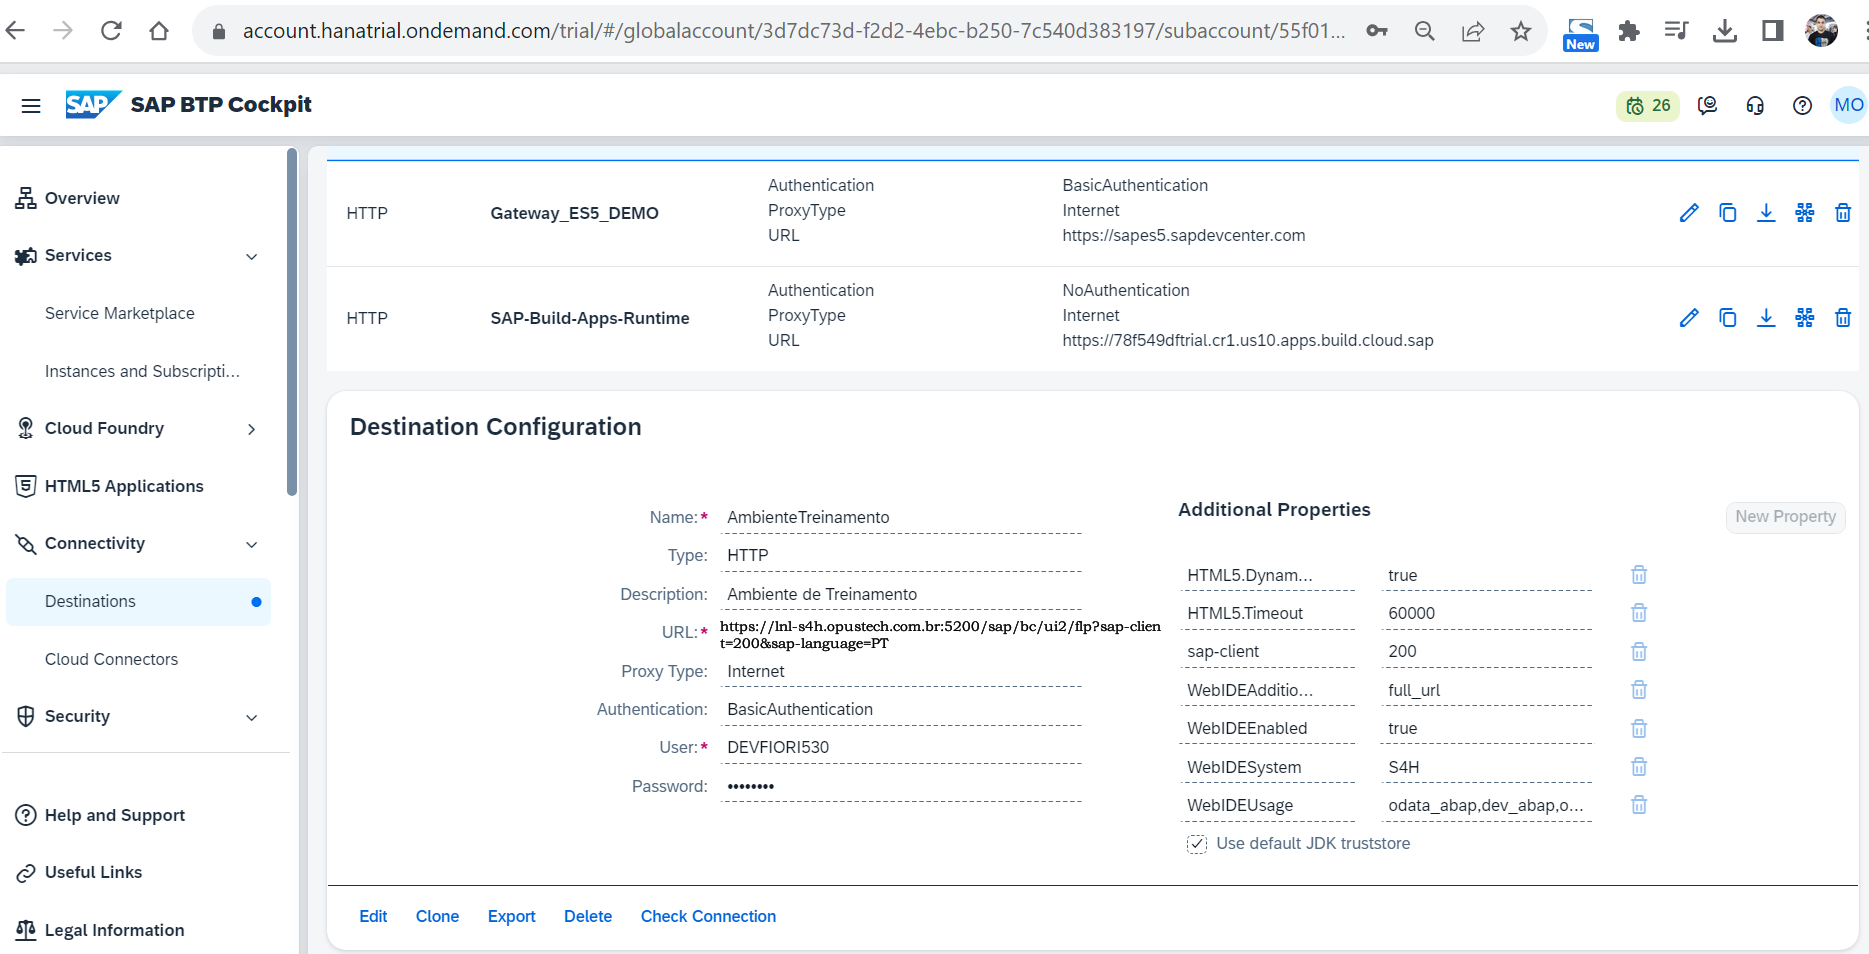 account.hanatrial.ondemand.com/trial/#/globalaccount/3d7dc73d-f2d2-4ebc-b250-7c540d383197/subaccount/55f01...
New
SAP SAP BTP Cockpit
26
MO
Overview
Services
Service Marketplace
Instances and Subscripti...
Cloud Foundry
HTML5 Applications
Connectivity
Destinations
Cloud Connectors
Security
Help and Support
Useful Links
Legal Information
HTTP
Gateway_ES5_DEMO
Authentication BasicAuthentication
ProxyType Internet
URL https://sapes5.sapdevcenter.com
HTTP
SAP-Build-Apps-Runtime
Authentication NoAuthentication
ProxyType Internet
URL https://78f549dftrial.cr1.us10.apps.build.cloud.sap
Destination Configuration
Name:* AmbienteTreinamento
Type: HTTP
Description: Ambiente de Treinamento
URL:* https://lnl-s4h.opustech.com.br:5200/sap/bc/ui2/flp?sap-clien
t=200&sap-language=PT
Proxy Type: Internet
Authentication: BasicAuthentication
User:* DEVFIORI530
Password: ••••••••
Additional Properties
New Property
HTML5.Dynam... true
HTML5.Timeout 60000
sap-client 200
WebIDEAdditio... full_url
WebIDEEnabled true
WebIDESystem S4H
WebIDEUsage odata_abap,dev_abap,o...
Use default JDK truststore
Edit Clone Export Delete Check Connection